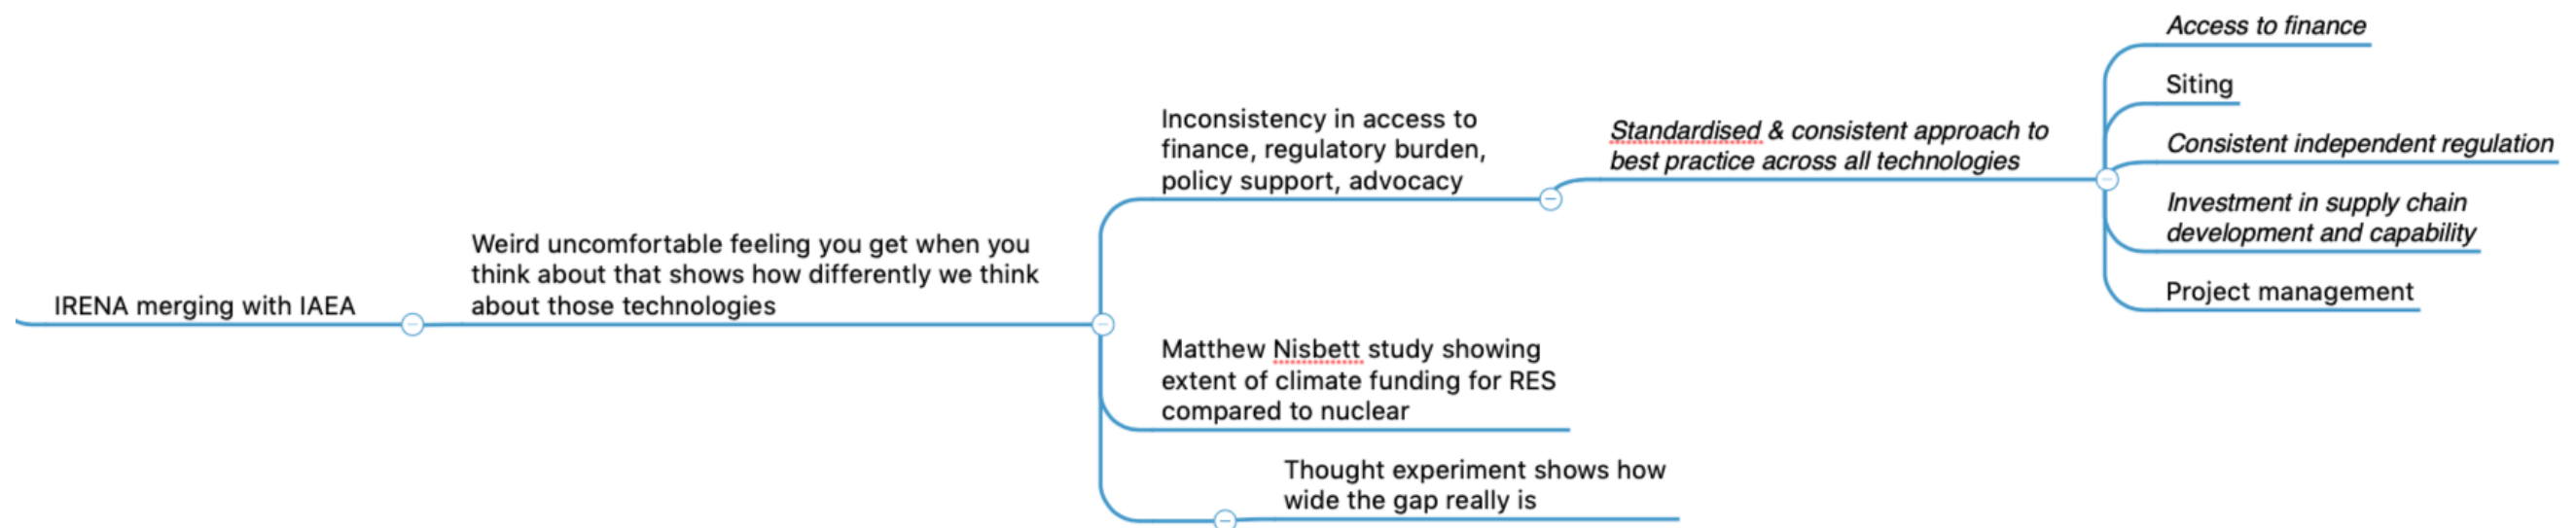 IRENA merging with IAEA
Weird uncomfortable feeling you get when you
think about that shows how differently we think
about those technologies
Inconsistency in access to
finance, regulatory burden,
policy support, advocacy
Standardised & consistent approach to
best practice across all technologies
Access to finance
Siting
Consistent independent regulation
Investment in supply chain
development and capability
Project management
Matthew Nisbett study showing
extent of climate funding for RES
compared to nuclear
Thought experiment shows how
wide the gap really is